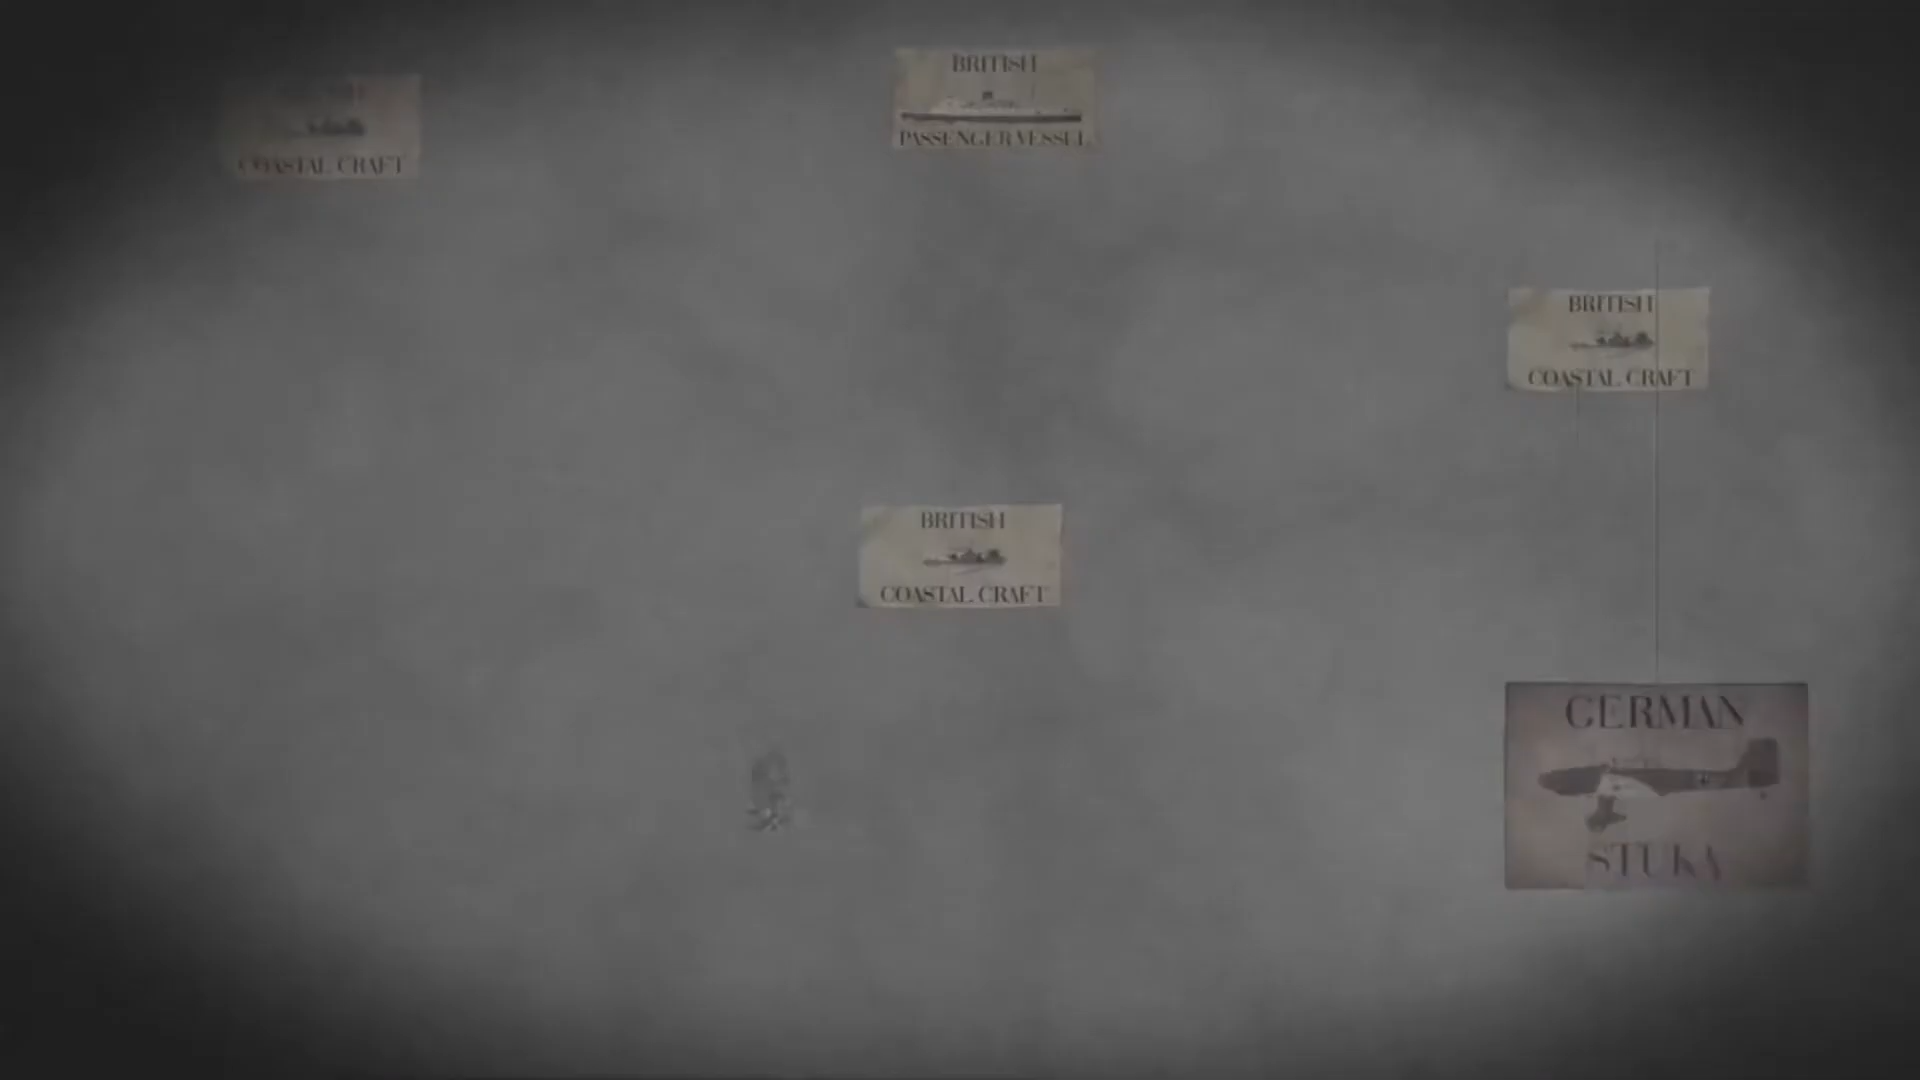 BRITISH
PASSENGER VESSEL
COASTAL CRAFT
BRITISH
COASTAL CRAFT
BRITISH
COASTAL CRAFT
GERMAN
STUKA